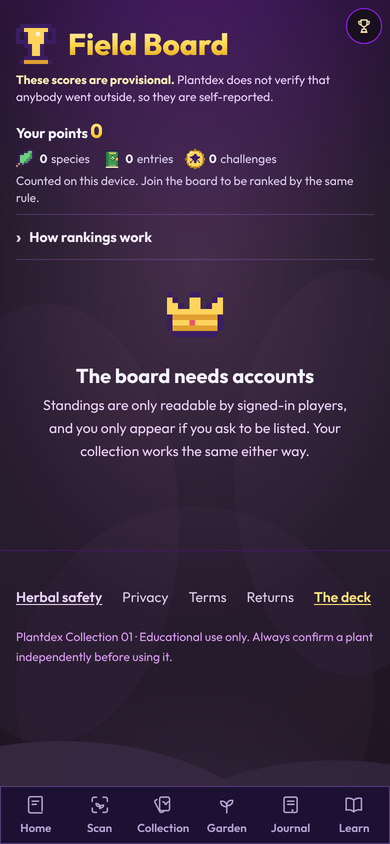 Field Board
These scores are provisional. Plantdex does not verify that
anybody went outside, so they are self-reported.
Your points 0
0 species 0 entries 0 challenges
Counted on this device. Join the board to be ranked by the same
rule.
› How rankings work
The board needs accounts
Standings are only readable by signed-in players,
and you only appear if you ask to be listed. Your
collection works the same either way.
Herbal safety Privacy Terms Returns The deck
Plantdex Collection 01 · Educational use only. Always confirm a plant
independently before using it.
Home Scan Collection Garden Journal Learn